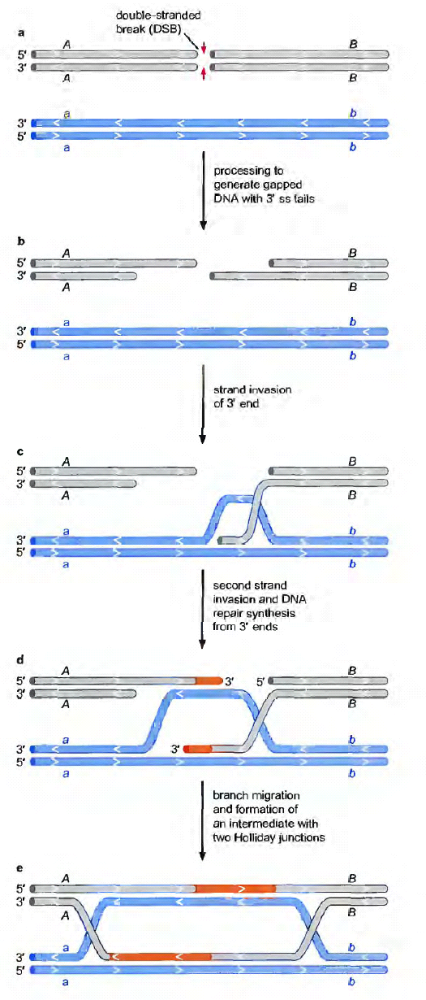 double-stranded
break (DSB)
a
A
B
5′
3′
A
B
a
b
3′
5′
a
b
processing to
generate gapped
DNA with 3′ ss tails
b
A
B
5′
3′
A
B
a
b
3′
5′
a
b
strand invasion
of 3′ end
c
A
B
5′
3′
A
B
a
b
3′
5′
a
b
second strand
invasion and DNA
repair synthesis
from 3′ ends
d
A
B
5′
3′
5′
3′
A
B
a
b
3′
3′
5′
a
b
branch migration
and formation of
an intermediate with
two Holliday junctions
e
A
B
5′
3′
A
B
a
b
3′
5′
a
b